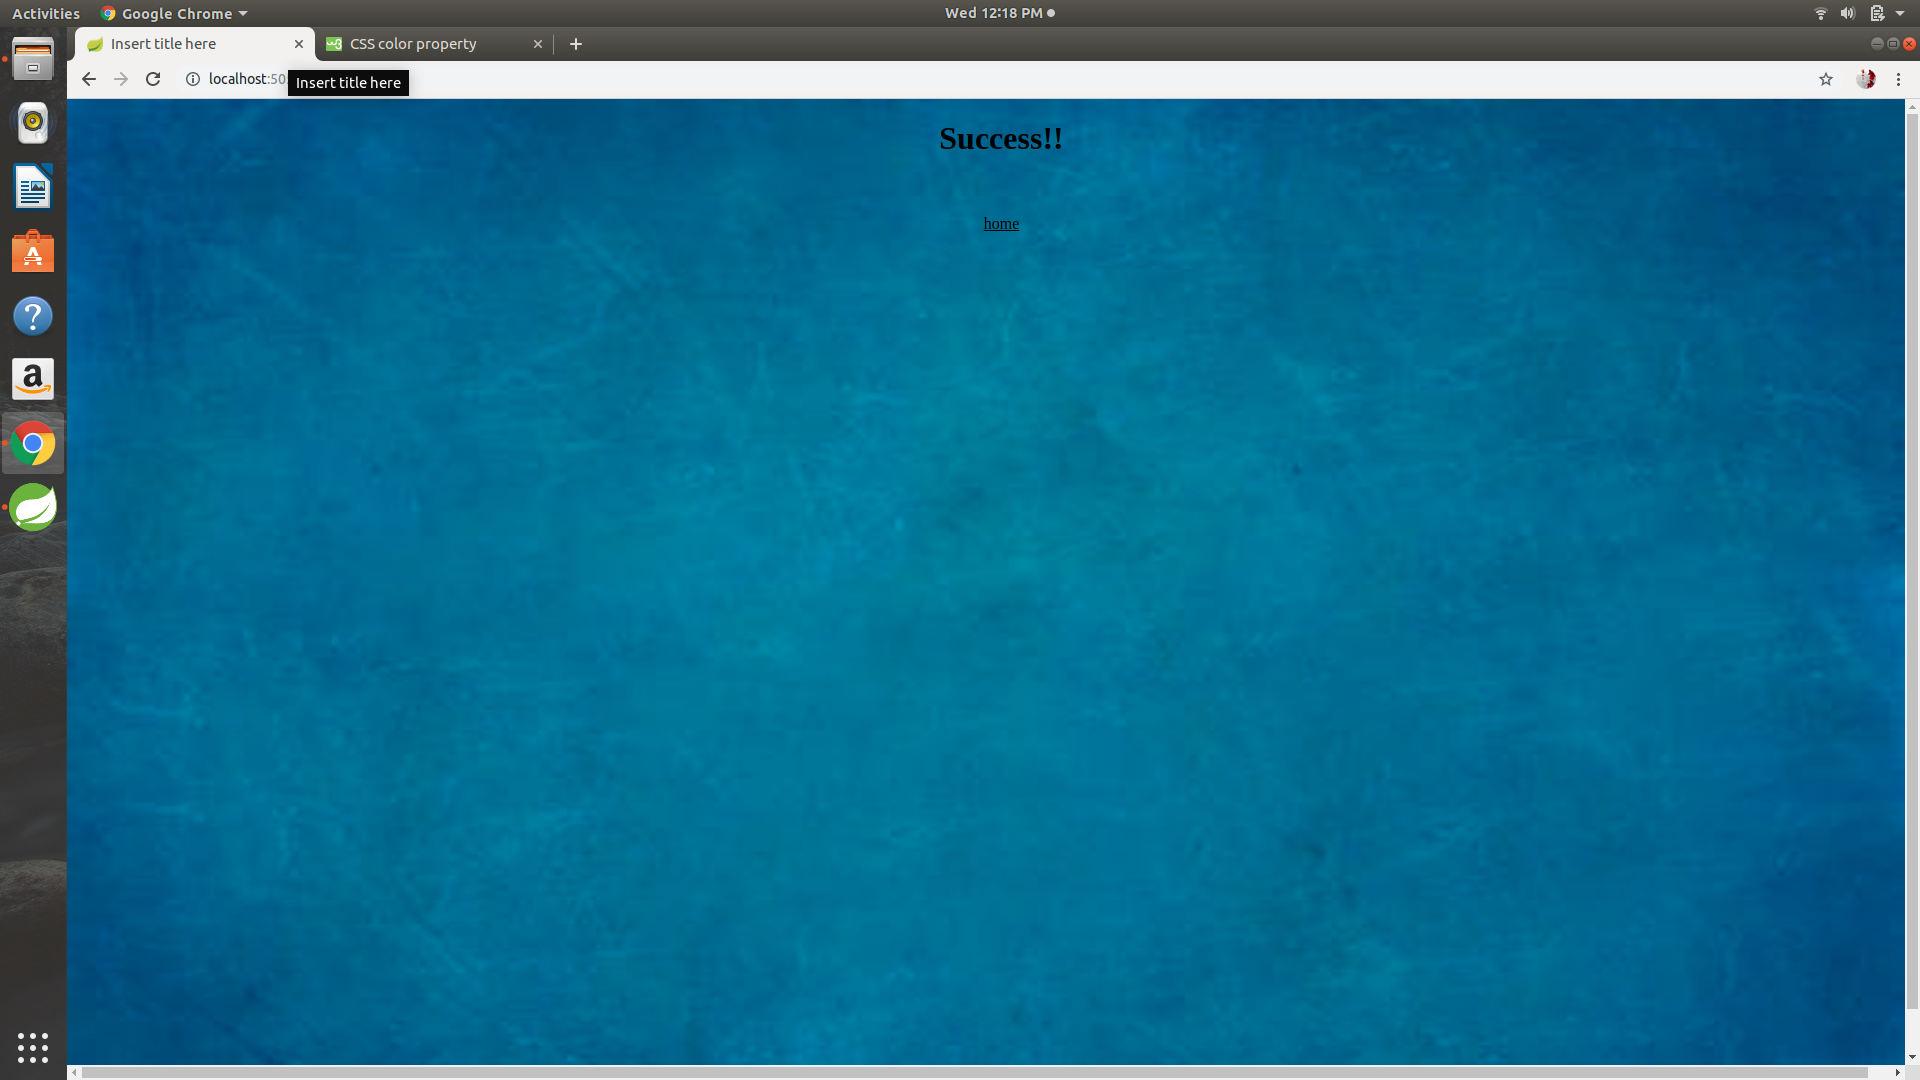 Activities
Google Chrome
Wed 12:18 PM
Insert title here
CSS color property
localhost:50
Insert title here
Success!!
home